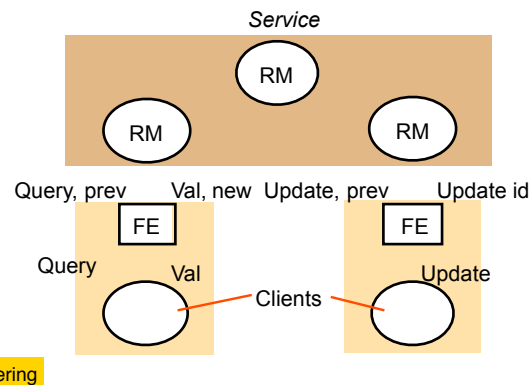 Service
RM
RM
RM
Query, prev Val, new Update, prev Update id
FE
FE
Query
Val
Update
Clients
ering